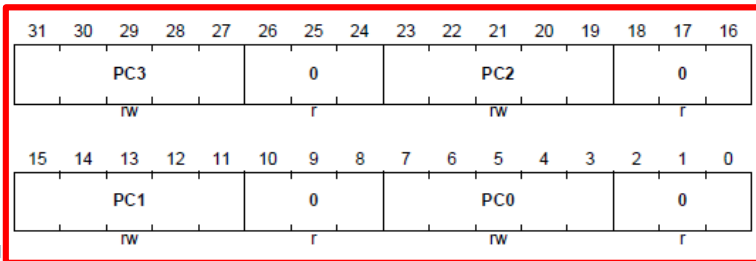 31 30 29 28 27 26 25 24 23 22 21 20 19 18 17 16
PC3 0 PC2 0
rw r rw r
15 14 13 12 11 10 9 8 7 6 5 4 3 2 1 0
PC1 0 PC0 0
rw r rw r